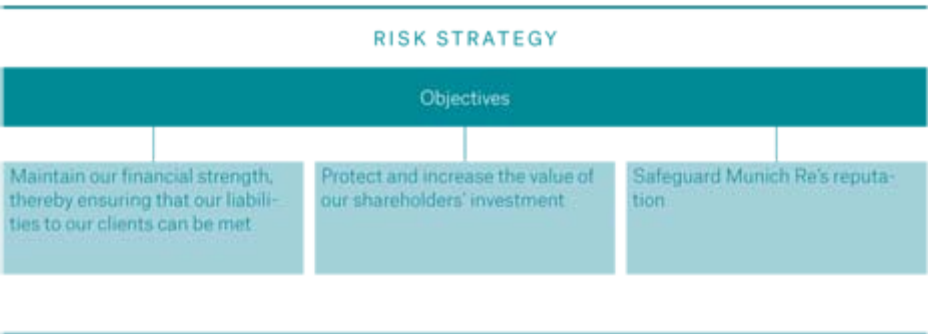 RISK STRATEGY
Objectives
Maintain our financial strength,
thereby ensuring that our liabili-
ties to our clients can be met
Protect and increase the value of
our shareholders' investment
Safeguard Munich Re's reputa-
tion